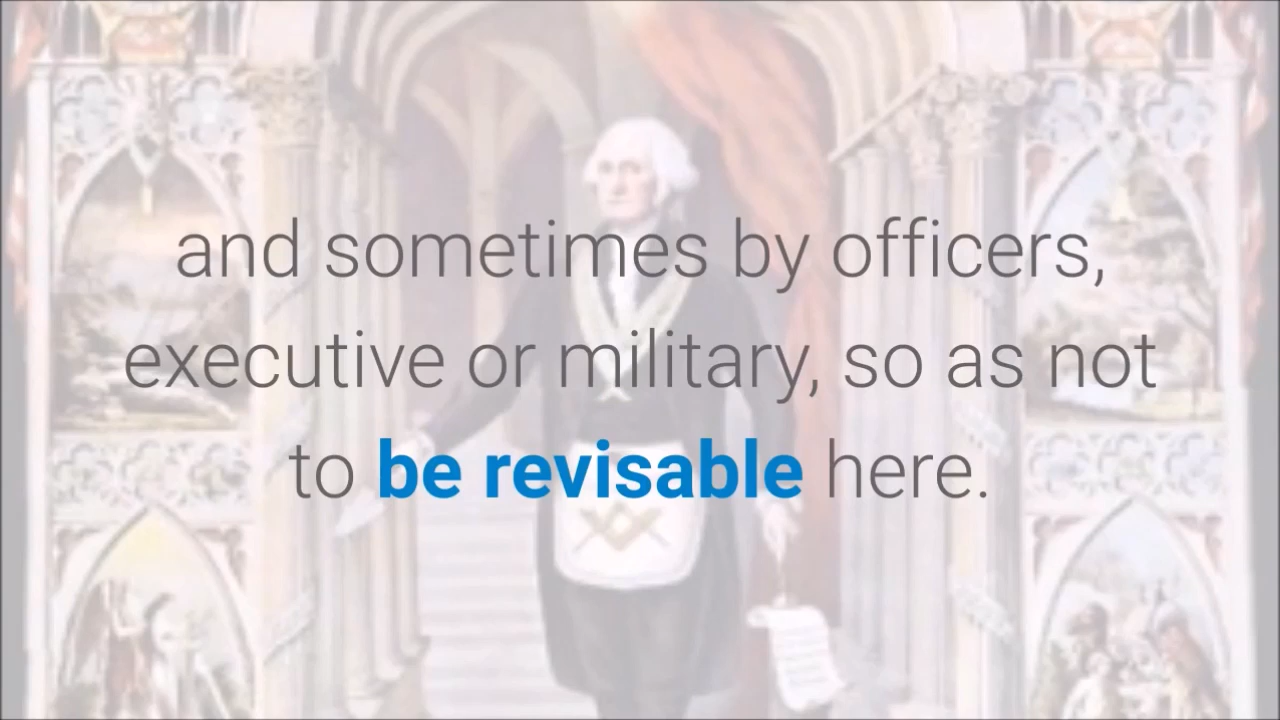 and sometimes by officers,
executive or military, so as not
to be revisable here.